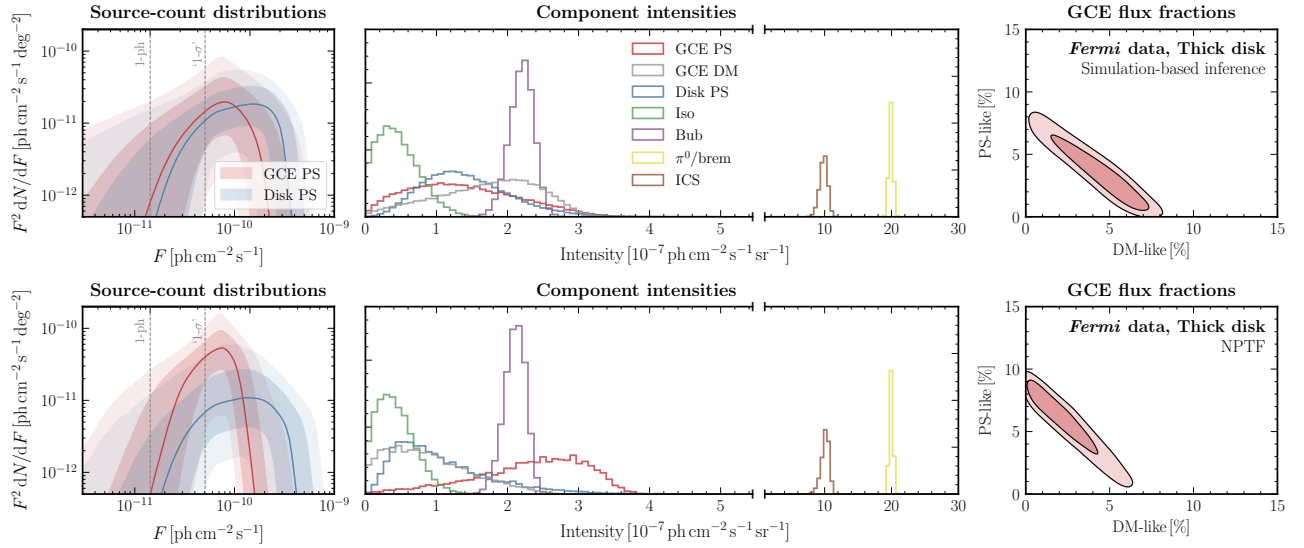 Source-count distributions
10⁻¹⁰
10⁻¹¹
10⁻¹²
F² dN/dF [ph cm⁻² s⁻¹ deg⁻²]
1-ph
'1-σ'
GCE PS
Disk PS
10⁻¹¹
10⁻¹⁰
10⁻⁹
F [ph cm⁻² s⁻¹]
Component intensities
GCE PS
GCE DM
Disk PS
Iso
Bub
π⁰/brem
ICS
0
1
2
3
4
5
10
20
30
Intensity [10⁻⁷ ph cm⁻² s⁻¹ sr⁻¹]
GCE flux fractions
Fermi data, Thick disk
Simulation-based inference
15
10
5
0
PS-like [%]
0
5
10
15
DM-like [%]
Source-count distributions
10⁻¹⁰
10⁻¹¹
10⁻¹²
F² dN/dF [ph cm⁻² s⁻¹ deg⁻²]
1-ph
'1-σ'
10⁻¹¹
10⁻¹⁰
10⁻⁹
F [ph cm⁻² s⁻¹]
Component intensities
0
1
2
3
4
5
10
20
30
Intensity [10⁻⁷ ph cm⁻² s⁻¹ sr⁻¹]
GCE flux fractions
Fermi data, Thick disk
NPTF
15
10
5
0
PS-like [%]
0
5
10
15
DM-like [%]